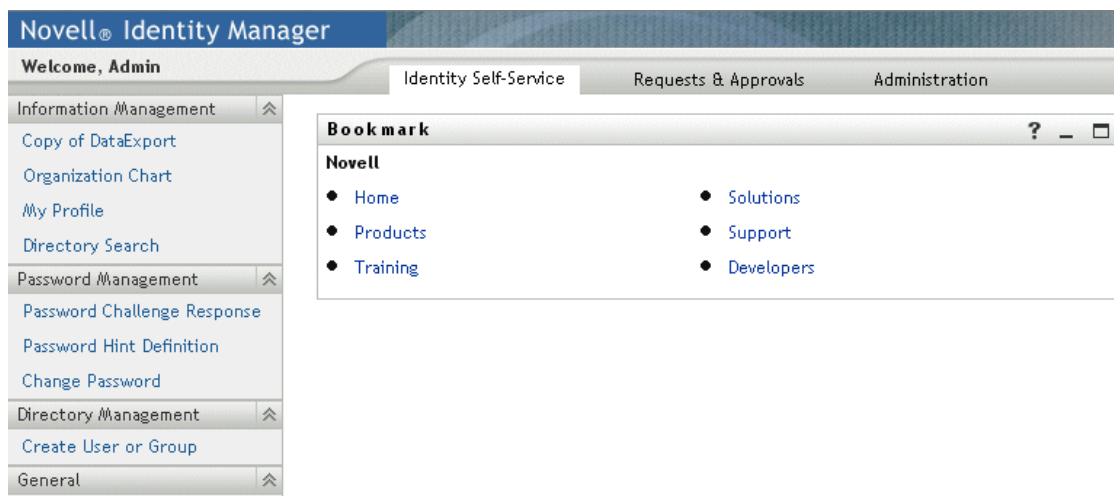 Novell® Identity Manager
Welcome, Admin
Identity Self-Service Requests & Approvals Administration
Information Management
Copy of DataExport
Organization Chart
My Profile
Directory Search
Password Management
Password Challenge Response
Password Hint Definition
Change Password
Directory Management
Create User or Group
General
Bookmark ?
Novell
Home Solutions
Products Support
Training Developers